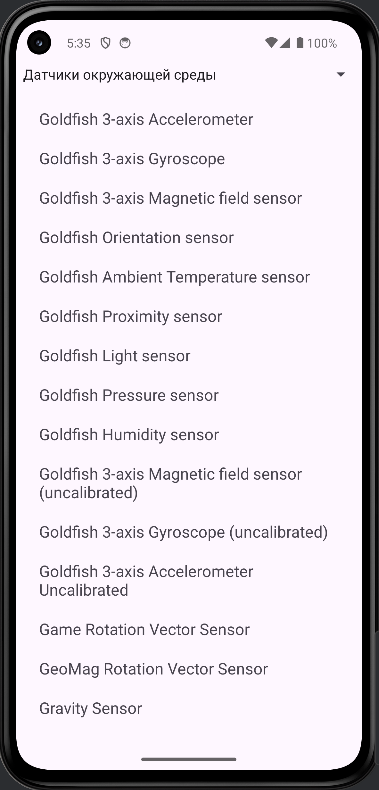 5:35 100%
Датчики окружающей среды
Goldfish 3-axis Accelerometer
Goldfish 3-axis Gyroscope
Goldfish 3-axis Magnetic field sensor
Goldfish Orientation sensor
Goldfish Ambient Temperature sensor
Goldfish Proximity sensor
Goldfish Light sensor
Goldfish Pressure sensor
Goldfish Humidity sensor
Goldfish 3-axis Magnetic field sensor
(uncalibrated)
Goldfish 3-axis Gyroscope (uncalibrated)
Goldfish 3-axis Accelerometer
Uncalibrated
Game Rotation Vector Sensor
GeoMag Rotation Vector Sensor
Gravity Sensor